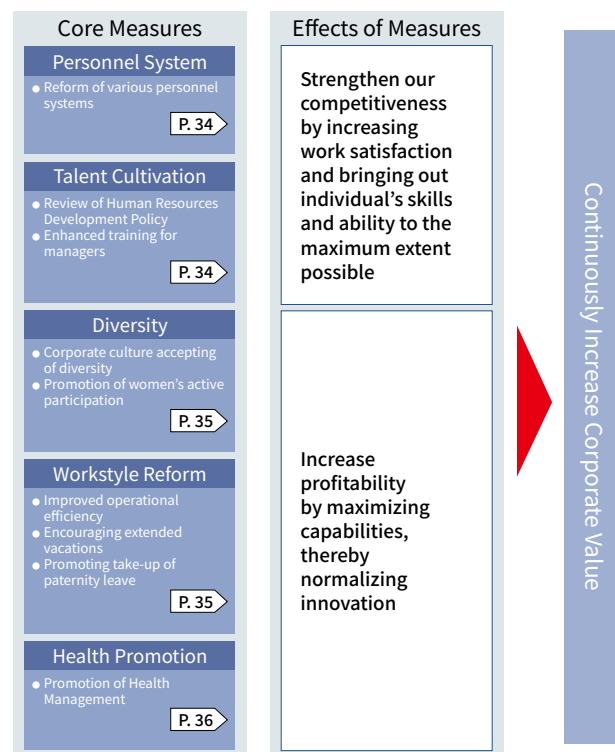 Core Measures
Personnel System
● Reform of various personnel
systems
P. 34
Talent Cultivation
● Review of Human Resources
Development Policy
● Enhanced training for
managers
P. 34
Diversity
● Corporate culture accepting
of diversity
● Promotion of women's active
participation
P. 35
Workstyle Reform
● Improved operational
efficiency
● Encouraging extended
vacations
● Promoting take-up of
paternity leave
P. 35
Health Promotion
● Promotion of Health
Management
P. 36
Effects of Measures
Strengthen our
competitiveness
by increasing
work satisfaction
and bringing out
individual's skills
and ability to the
maximum extent
possible
Increase
profitability
by maximizing
capabilities,
thereby
normalizing
innovation
Continuously Increase Corporate Value